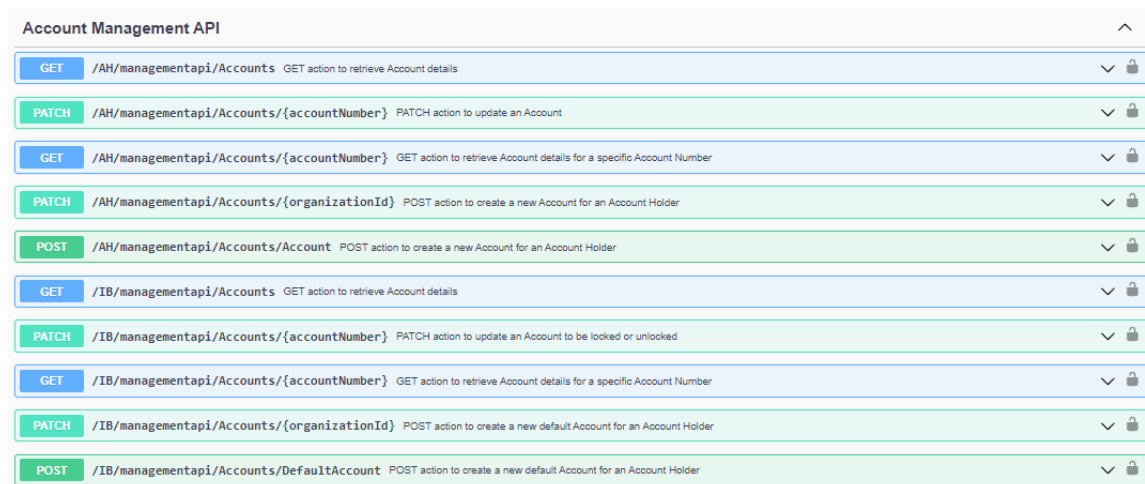 Account Management API
GET /AH/managementapi/Accounts GET action to retrieve Account details
PATCH /AH/managementapi/Accounts/{accountNumber} PATCH action to update an Account
GET /AH/managementapi/Accounts/{accountNumber} GET action to retrieve Account details for a specific Account Number
PATCH /AH/managementapi/Accounts/{organizationId} POST action to create a new Account for an Account Holder
POST /AH/managementapi/Accounts/Account POST action to create a new Account for an Account Holder
GET /IB/managementapi/Accounts GET action to retrieve Account details
PATCH /IB/managementapi/Accounts/{accountNumber} PATCH action to update an Account to be locked or unlocked
GET /IB/managementapi/Accounts/{accountNumber} GET action to retrieve Account details for a specific Account Number
PATCH /IB/managementapi/Accounts/{organizationId} POST action to create a new default Account for an Account Holder
POST /IB/managementapi/Accounts/DefaultAccount POST action to create a new default Account for an Account Holder